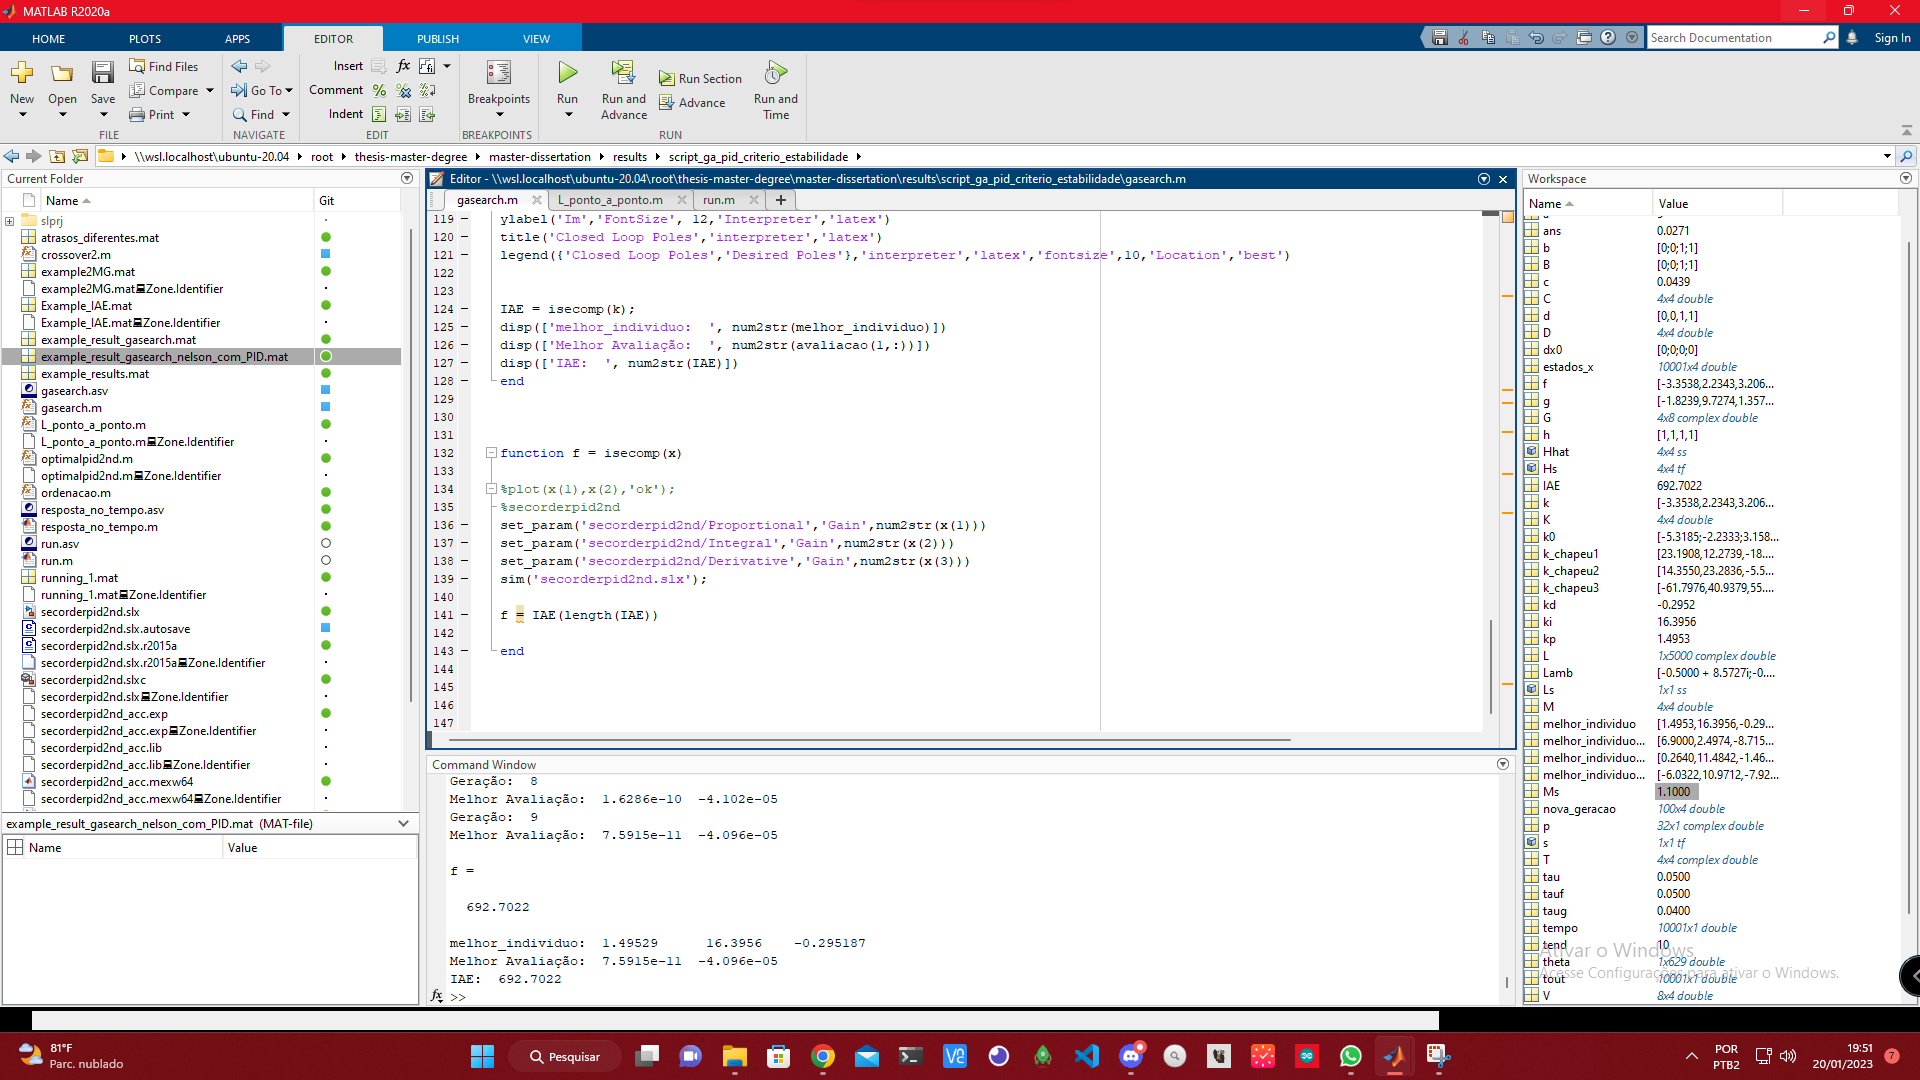 MATLAB R2020a
HOME PLOTS APPS EDITOR PUBLISH VIEW
Search Documentation
Sign In
New
Open
Save
Find Files
Compare
Print
FILE
Go To
Find
NAVIGATE
Insert
Comment
Indent
EDIT
Breakpoints
BREAKPOINTS
Run
Run and Advance
Run Section
Advance
Run and Time
RUN
\\wsl.localhost\ubuntu-20.04 root thesis-master-degree master-dissertation results script_ga_pid_criterio_estabilidade
Current Folder
Name Git
slprj
atrasos_diferentes.mat
crossover2.m
example2MG.mat
example2MG.mat Zone.Identifier
Example_IAE.mat
Example_IAE.mat Zone.Identifier
example_result_gasearch.mat
example_result_gasearch_nelson_com_PID.mat
example_results.mat
gasearch.asv
gasearch.m
L_ponto_a_ponto.m
L_ponto_a_ponto.m Zone.Identifier
optimalpid2nd.m
optimalpid2nd.m Zone.Identifier
ordenacao.m
resposta_no_tempo.asv
resposta_no_tempo.m
run.asv
run.m
running_1.mat
running_1.mat Zone.Identifier
secorderpid2nd.slx
secorderpid2nd.slx.autosave
secorderpid2nd.slx.r2015a
secorderpid2nd.slx.r2015a Zone.Identifier
secorderpid2nd.slxc
secorderpid2nd.slx Zone.Identifier
secorderpid2nd_acc.exp
secorderpid2nd_acc.exp Zone.Identifier
secorderpid2nd_acc.lib
secorderpid2nd_acc.lib Zone.Identifier
secorderpid2nd_acc.mexw64
secorderpid2nd_acc.mexw64 Zone.Identifier
example_result_gasearch_nelson_com_PID.mat (MAT-file)
Name Value
Editor - \\wsl.localhost\ubuntu-20.04\root\thesis-master-degree\master-dissertation\results\script_ga_pid_criterio_estabilidade\gasearch.m
gasearch.m L_ponto_a_ponto.m run.m
119 ylabel('Im','FontSize', 12,'Interpreter','latex')
120 title('Closed Loop Poles','interpreter','latex')
121 legend({'Closed Loop Poles','Desired Poles'},'interpreter','latex','fontsize',10,'Location','best')
122
123
124 IAE = isecomp(k);
125 disp(['melhor_individuo:  ', num2str(melhor_individuo)])
126 disp(['Melhor Avaliação:  ', num2str(avaliacao(1,:))])
127 disp(['IAE:  ', num2str(IAE)])
128 end
129
130
131
132 function f = isecomp(x)
133
134 %plot(x(1),x(2),'ok');
135 %secorderpid2nd
136 set_param('secorderpid2nd/Proportional','Gain',num2str(x(1)))
137 set_param('secorderpid2nd/Integral','Gain',num2str(x(2)))
138 set_param('secorderpid2nd/Derivative','Gain',num2str(x(3)))
139 sim('secorderpid2nd.slx');
140
141 f = IAE(length(IAE))
142
143 end
144
145
146
147
Command Window
Geração:  8
Melhor Avaliação:  1.6286e-10  -4.102e-05
Geração:  9
Melhor Avaliação:  7.5915e-11  -4.096e-05
f =
692.7022
melhor_individuo:  1.49529      16.3956    -0.295187
Melhor Avaliação:  7.5915e-11  -4.096e-05
IAE:  692.7022
fx >>
Workspace
Name Value
ans 0.0271
b [0;0;1;1]
B [0;0;1;1]
c 0.0439
C 4x4 double
d [0,0,1,1]
D 4x4 double
dx0 [0;0;0;0]
estados_x 10001x4 double
f [-3.3538,2.2343,3.206...
g [-1.8239,9.7274,1.357...
G 4x8 complex double
h [1,1,1,1]
Hhat 4x4 ss
Hs 4x4 tf
IAE 692.7022
k [-3.3538,2.2343,3.206...
K 4x4 double
k0 [-5.3185;-2.2333;3.158...
k_chapeu1 [23.1908,12.2739,-18....
k_chapeu2 [14.3550,23.2836,-5.5...
k_chapeu3 [-61.7976,40.9379,55....
kd -0.2952
ki 16.3956
kp 1.4953
L 1x5000 complex double
Lamb [-0.5000 + 8.5727i;-0....
Ls 1x1 ss
M 4x4 double
melhor_individuo [1.4953,16.3956,-0.29...
melhor_individuo... [6.9000,2.4974,-8.715...
melhor_individuo... [0.2640,11.4842,-1.46...
melhor_individuo... [-6.0322,10.9712,-7.92...
Ms 1.1000
nova_geracao 100x4 double
p 32x1 complex double
s 1x1 tf
T 4x4 complex double
tau 0.0500
tauf 0.0500
taug 0.0400
tempo 10001x1 double
tend 10
theta 1x629 double
tout 10001x1 double
V 8x4 double
Ativar o Windows
Acesse Configurações para ativar o Windows.
81°F
Parc. nublado
Pesquisar
POR
PTB2
19:51
20/01/2023
7